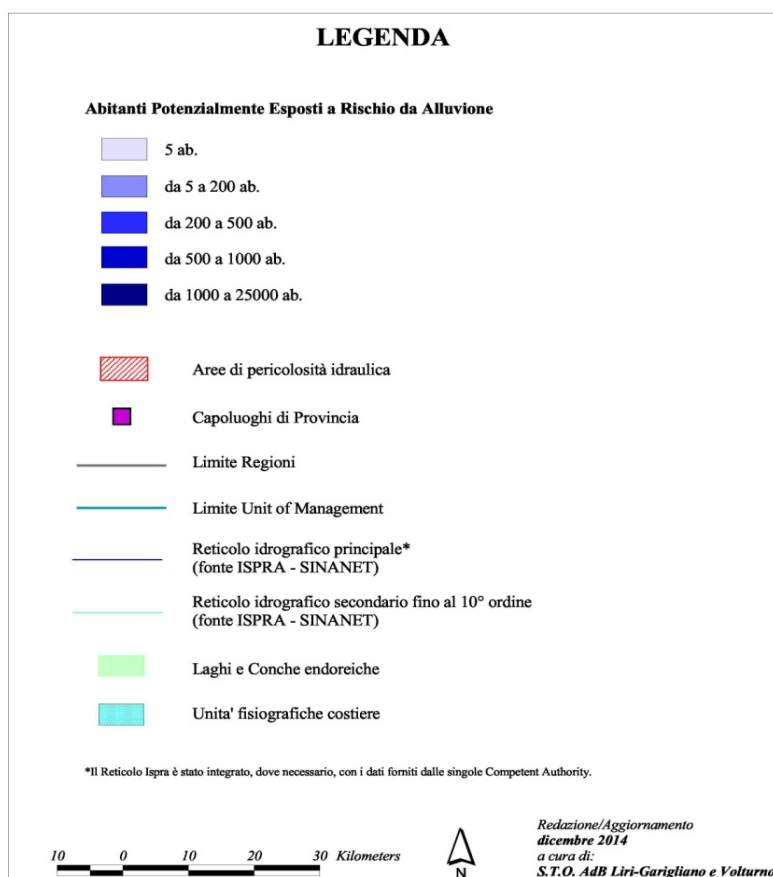 LEGENDA
Abitanti Potenzialmente Esposti a Rischio da Alluvione
5 ab.
da 5 a 200 ab.
da 200 a 500 ab.
da 500 a 1000 ab.
da 1000 a 25000 ab.
Aree di pericolosità idraulica
Capoluoghi di Provincia
Limite Regioni
Limite Unit of Management
Reticolo idrografico principale*
(fonte ISPRA - SINANET)
Reticolo idrografico secondario fino al 10° ordine
(fonte ISPRA - SINANET)
Laghi e Conche endoreiche
Unita' fisiografiche costiere
*Il Reticolo Ispra è stato integrato, dove necessario, con i dati forniti dalle singole Competent Authority.
10 0 10 20 30 Kilometers
N
Redazione/Aggiornamento
dicembre 2014
a cura di:
S.T.O. AdB Liri-Garigliano e Volturno